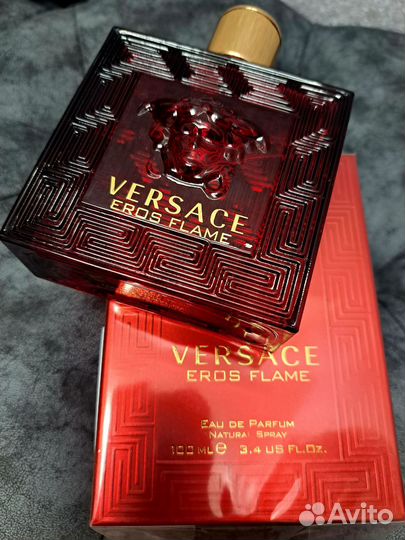 VERSACE
EROS FLAME
VERSACE
EROS FLAME
EAU DE PARFUM
NATURAL SPRAY
100 ML℮ 3.4 US FL.OZ.
Avito